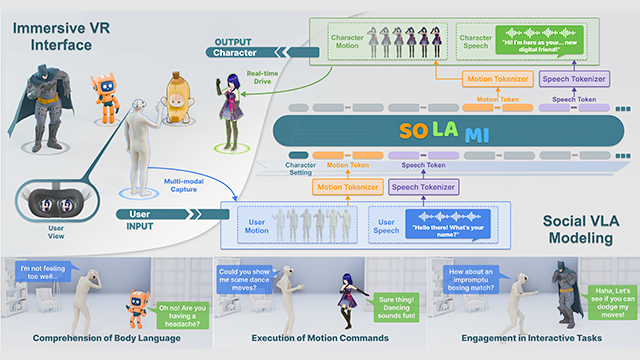 Immersive VR
Interface
OUTPUT
Character
Character
Motion
Character
Speech
"Hi! I'm here as your... new
digital friend!"
Real-time
Drive
Motion Tokenizer
Speech Tokenizer
Motion Token
Speech Token
SOLAMI
Character
Setting
Motion Token
Speech Token
Multi-modal
Capture
Motion Tokenizer
Speech Tokenizer
User
View
User
INPUT
User
Motion
User
Speech
"Hello there! What's your
name?"
Social VLA
Modeling
I'm not feeling
too well...
Oh no! Are you
having a
headache?
Comprehension of Body Language
Could you show
me some dance
moves?
Sure thing!
Dancing
sounds fun!
Execution of Motion Commands
How about an
impromptu
boxing match?
Haha, Let's
see if you can
dodge my
moves!
Engagement in Interactive Tasks